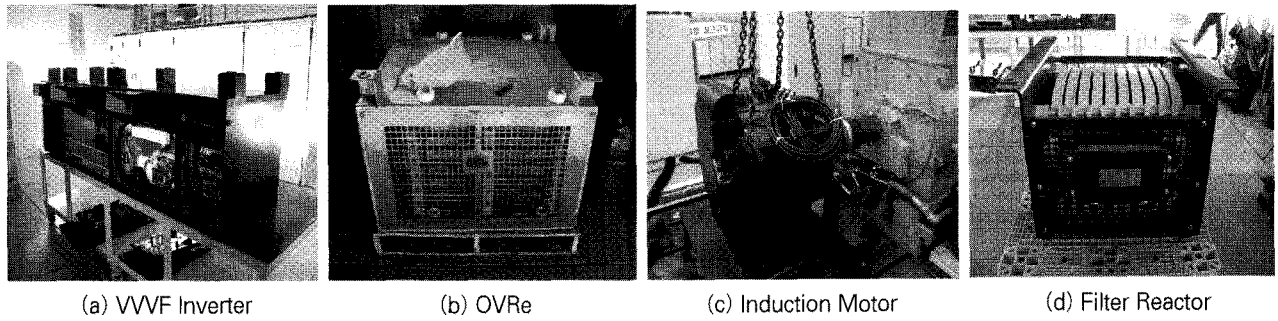 (a) VVVF Inverter
(b) OVRe
(c) Induction Motor
(d) Filter Reactor